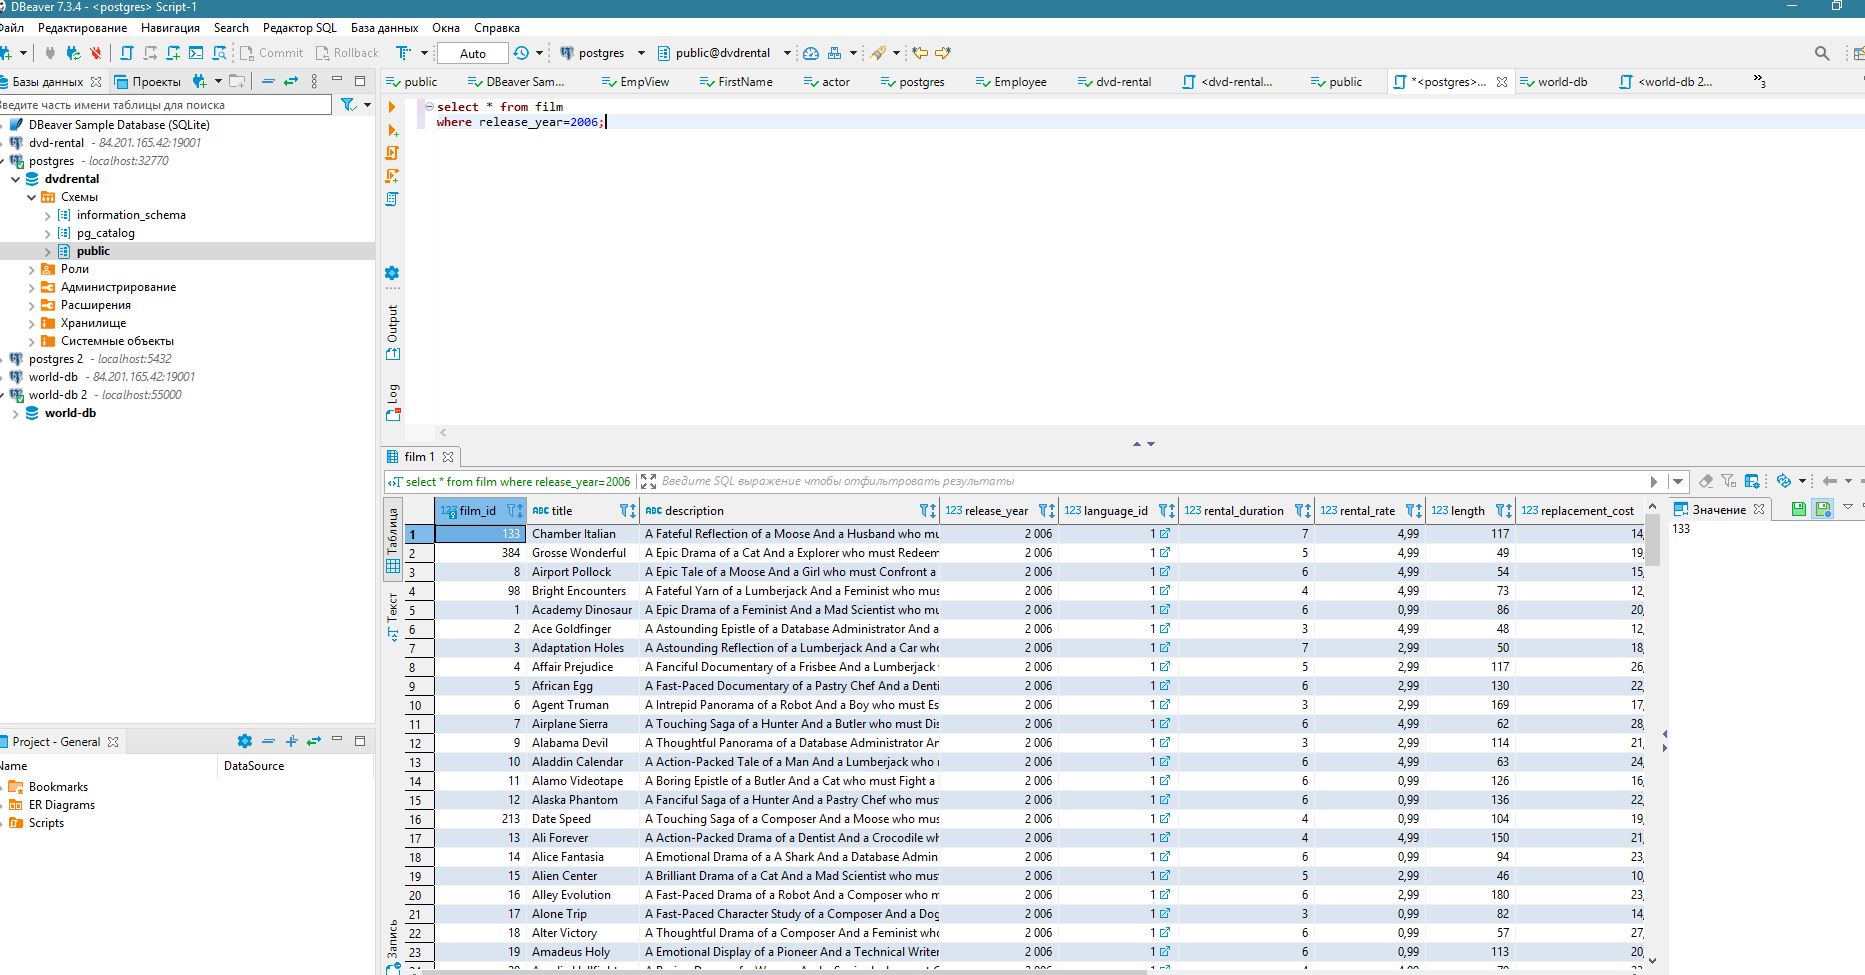 DBeaver 7.3.4 - <postgres> Script-1
Файл Редактирование Навигация Search Редактор SQL База данных Окна Справка
Commit Rollback Auto postgres public@dvdrental
Базы данных Проекты
public DBeaver Sam... EmpView FirstName actor postgres Employee dvd-rental <dvd-rental... public *<postgres>... world-db <world-db 2... »3
Введите часть имени таблицы для поиска
select * from film
where release_year=2006;
DBeaver Sample Database (SQLite)
dvd-rental - 84.201.165.42:19001
postgres - localhost:32770
dvdrental
Схемы
information_schema
pg_catalog
public
Роли
Администрирование
Расширения
Хранилище
Системные объекты
postgres 2 - localhost:5432
world-db - 84.201.165.42:19001
world-db 2 - localhost:55000
world-db
Output
Log
Project - General
Name DataSource
Bookmarks
ER Diagrams
Scripts
film 1
select * from film where release_year=2006 Введите SQL выражение чтобы отфильтровать результаты
Таблица
Текст
Запись
123 film_id ABC title ABC description 123 release_year 123 language_id 123 rental_duration 123 rental_rate 123 length 123 replacement_cost
1 133 Chamber Italian A Fateful Reflection of a Moose And a Husband who mu 2 006 1 7 4,99 117 14,
2 384 Grosse Wonderful A Epic Drama of a Cat And a Explorer who must Redeem 2 006 1 5 4,99 49 19,
3 8 Airport Pollock A Epic Tale of a Moose And a Girl who must Confront a 2 006 1 6 4,99 54 15,
4 98 Bright Encounters A Fateful Yarn of a Lumberjack And a Feminist who mus 2 006 1 4 4,99 73 12,
5 1 Academy Dinosaur A Epic Drama of a Feminist And a Mad Scientist who mu 2 006 1 6 0,99 86 20,
6 2 Ace Goldfinger A Astounding Epistle of a Database Administrator And a 2 006 1 3 4,99 48 12,
7 3 Adaptation Holes A Astounding Reflection of a Lumberjack And a Car who 2 006 1 7 2,99 50 18,
8 4 Affair Prejudice A Fanciful Documentary of a Frisbee And a Lumberjack 2 006 1 5 2,99 117 26,
9 5 African Egg A Fast-Paced Documentary of a Pastry Chef And a Denti 2 006 1 6 2,99 130 22,
10 6 Agent Truman A Intrepid Panorama of a Robot And a Boy who must Es 2 006 1 3 2,99 169 17,
11 7 Airplane Sierra A Touching Saga of a Hunter And a Butler who must Dis 2 006 1 6 4,99 62 28,
12 9 Alabama Devil A Thoughtful Panorama of a Database Administrator An 2 006 1 3 2,99 114 21,
13 10 Aladdin Calendar A Action-Packed Tale of a Man And a Lumberjack who 2 006 1 6 4,99 63 24,
14 11 Alamo Videotape A Boring Epistle of a Butler And a Cat who must Fight a 2 006 1 6 0,99 126 16,
15 12 Alaska Phantom A Fanciful Saga of a Hunter And a Pastry Chef who mus 2 006 1 6 0,99 136 22,
16 213 Date Speed A Touching Saga of a Composer And a Moose who mus 2 006 1 4 0,99 104 19,
17 13 Ali Forever A Action-Packed Drama of a Dentist And a Crocodile wh 2 006 1 4 4,99 150 21,
18 14 Alice Fantasia A Emotional Drama of a A Shark And a Database Admin 2 006 1 6 0,99 94 23,
19 15 Alien Center A Brilliant Drama of a Cat And a Mad Scientist who mus 2 006 1 5 2,99 46 10,
20 16 Alley Evolution A Fast-Paced Drama of a Robot And a Composer who m 2 006 1 6 2,99 180 23,
21 17 Alone Trip A Fast-Paced Character Study of a Composer And a Dog 2 006 1 3 0,99 82 14,
22 18 Alter Victory A Thoughtful Drama of a Composer And a Feminist who 2 006 1 6 0,99 57 27,
23 19 Amadeus Holy A Emotional Display of a Pioneer And a Technical Writer 2 006 1 6 0,99 113 20,
Значение
133